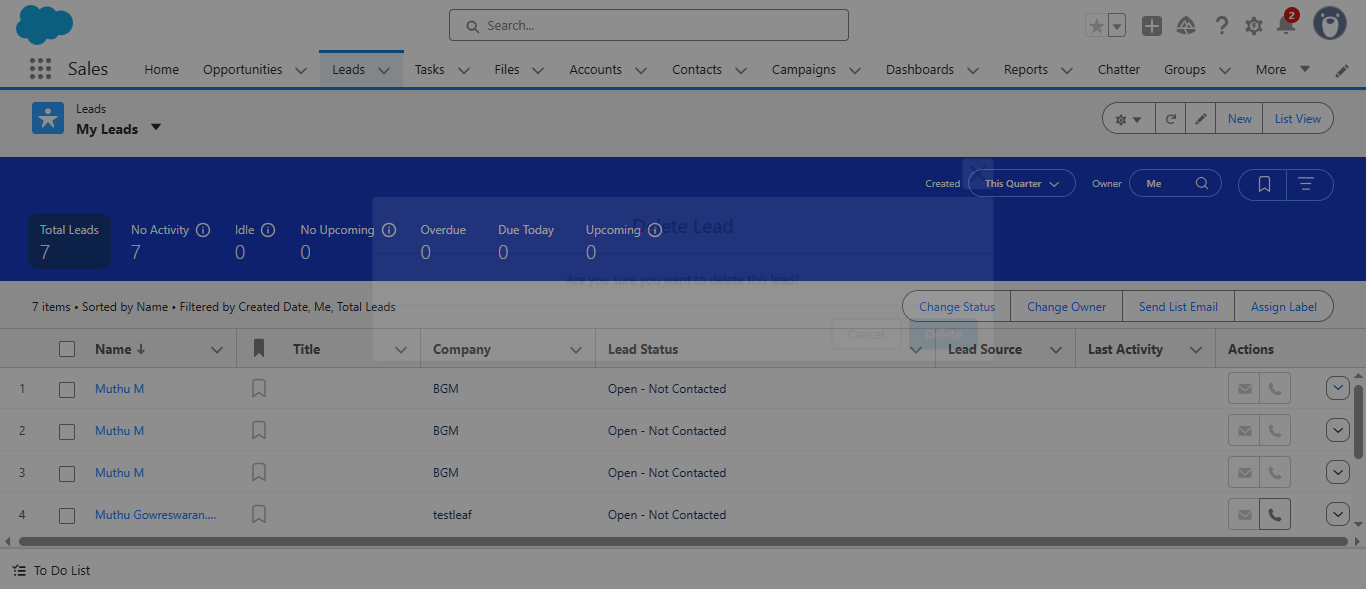 Search...
2
Sales
Home
Opportunities
Leads
Tasks
Files
Accounts
Contacts
Campaigns
Dashboards
Reports
Chatter
Groups
More
Leads
My Leads
New
List View
Created
This Quarter
Owner
Me
Delete Lead
Total Leads
7
No Activity
7
Idle
0
No Upcoming
0
Overdue
0
Due Today
0
Upcoming
0
Are you sure you want to delete this lead?
7 items • Sorted by Name • Filtered by Created Date, Me, Total Leads
Change Status
Change Owner
Send List Email
Assign Label
Cancel
Delete
Name
Title
Company
Lead Status
Lead Source
Last Activity
Actions
1 Muthu M BGM Open - Not Contacted
2 Muthu M BGM Open - Not Contacted
3 Muthu M BGM Open - Not Contacted
4 Muthu Gowreswaran.... testleaf Open - Not Contacted
To Do List